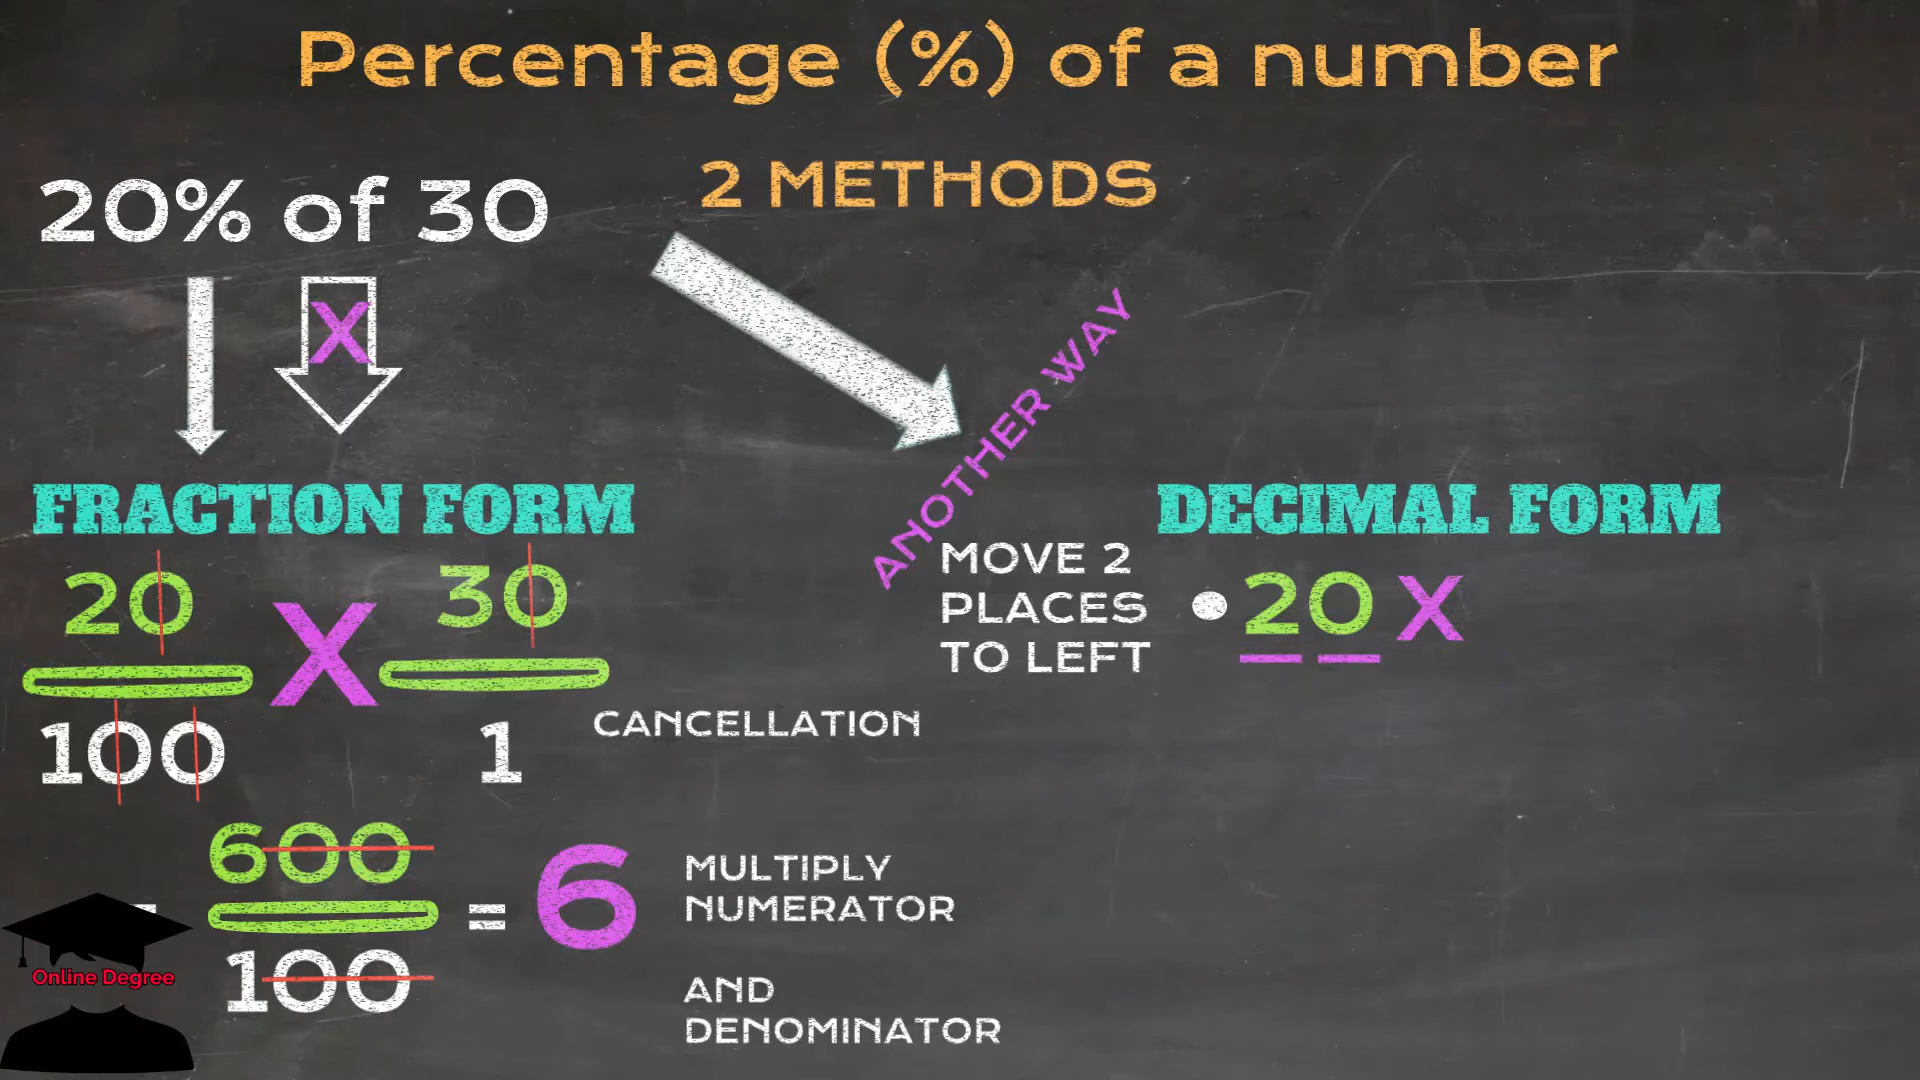 Percentage (%) of a number
2 METHODS
20% of 30
X
ANOTHER WAY
FRACTION FORM
20 X 30
100 1
CANCELLATION
600
= = 6
100
MULTIPLY
NUMERATOR
AND
DENOMINATOR
DECIMAL FORM
MOVE 2
PLACES
TO LEFT
.20 X
Online Degree